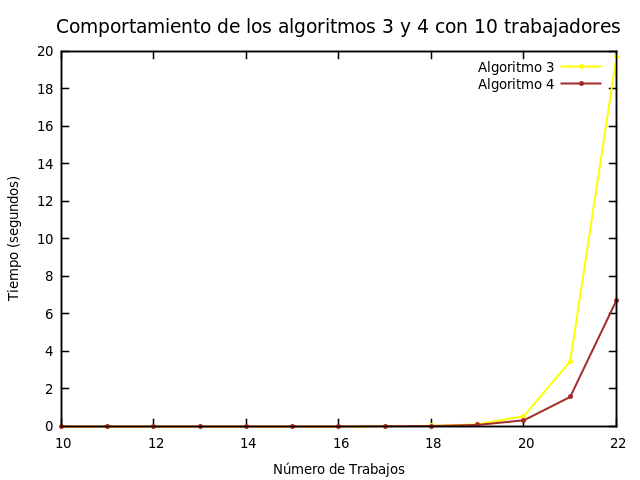 Comportamiento de los algoritmos 3 y 4 con 10 trabajadores
Algoritmo 3
Algoritmo 4
Tiempo (segundos)
20
18
16
14
12
10
8
6
4
2
0
10 12 14 16 18 20 22
Número de Trabajos